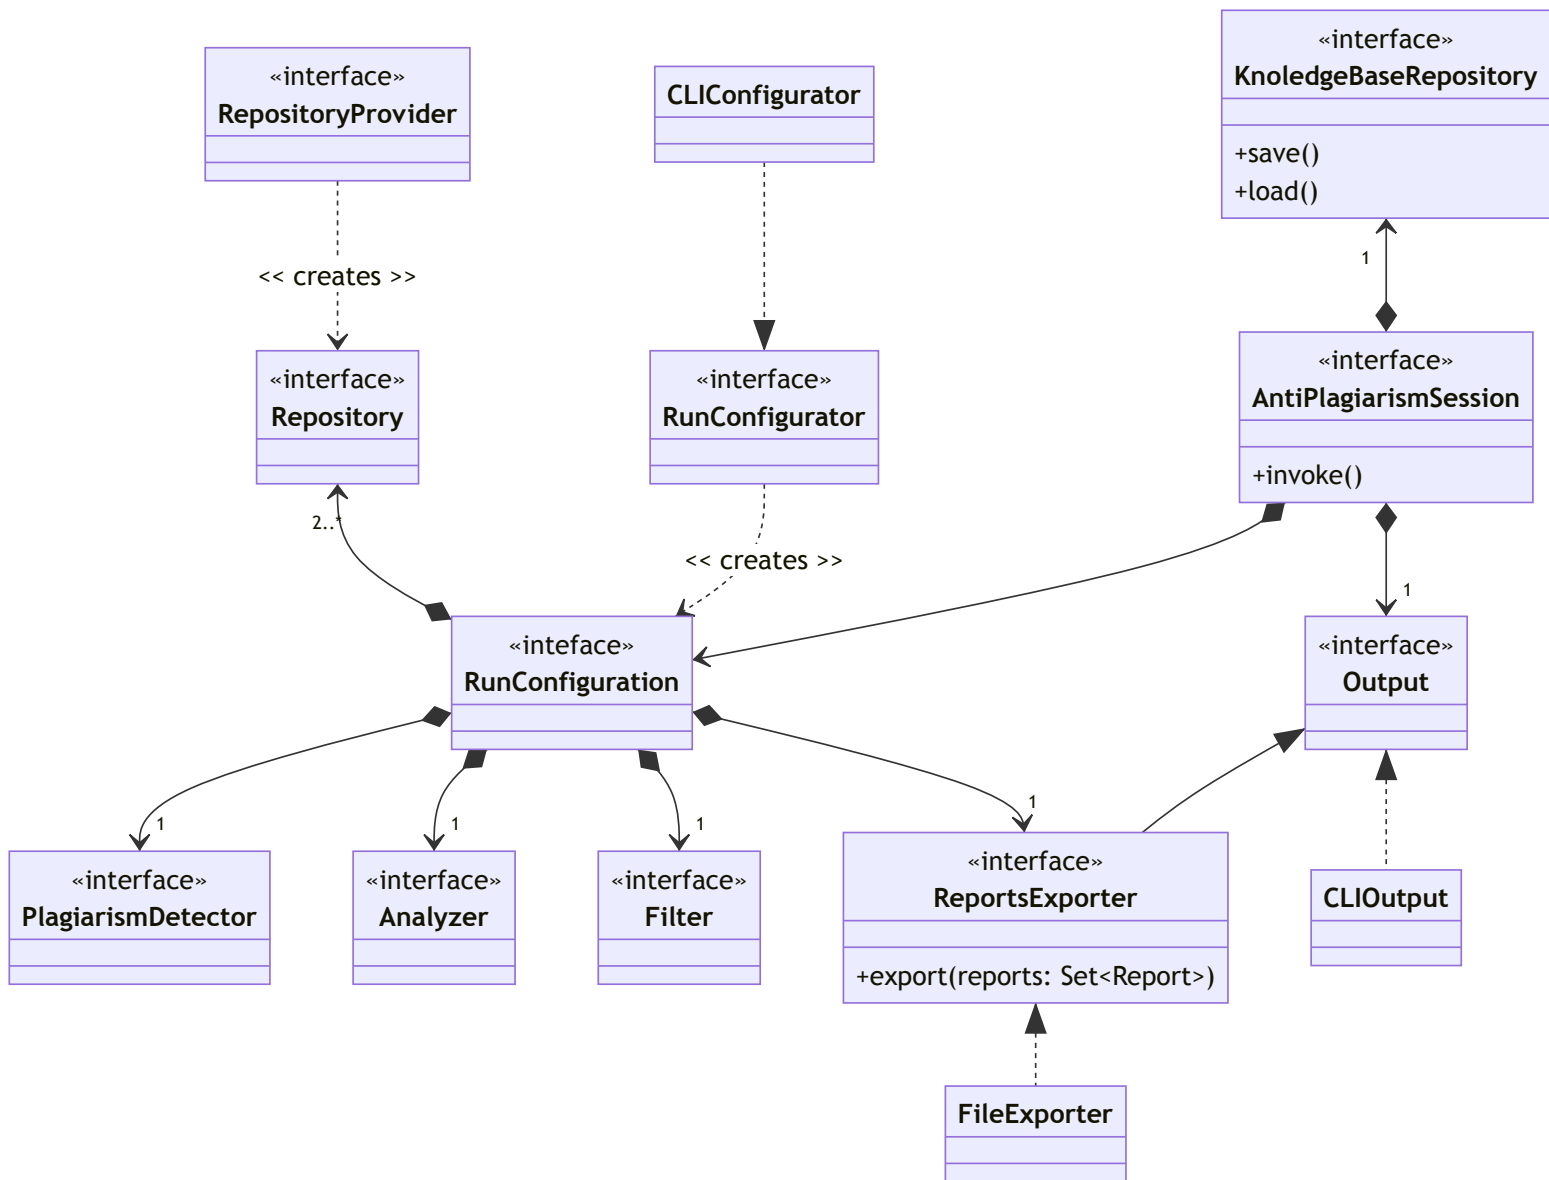 «interface»
RepositoryProvider
CLIConfigurator
«interface»
KnoledgeBaseRepository
+save()
+load()
<< creates >>
1
«interface»
Repository
«interface»
RunConfigurator
«interface»
AntiPlagiarismSession
+invoke()
2..*
<< creates >>
1
«inteface»
RunConfiguration
«interface»
Output
1
1
1
1
«interface»
PlagiarismDetector
«interface»
Analyzer
«interface»
Filter
«interface»
ReportsExporter
+export(reports: Set<Report>)
CLIOutput
FileExporter